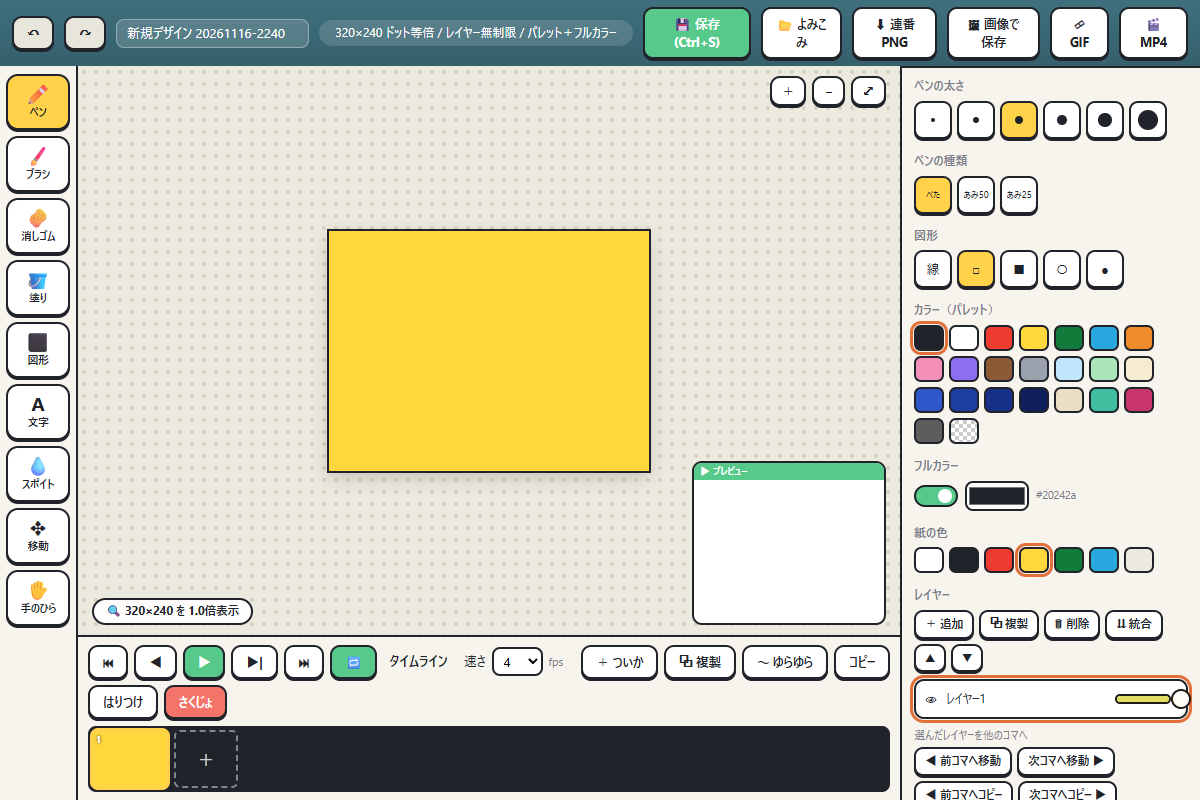 新規デザイン 20261116-2240
320×240 ドット等倍 / レイヤー無制限 / パレット＋フルカラー
保存
(Ctrl+S)
よみこ
み
連番
PNG
画像で
保存
GIF
MP4
ペン
ブラシ
消しゴム
塗り
図形
A
文字
スポイト
移動
手のひら
＋
−
プレビュー
320×240 を 1.0倍表示
タイムライン
速さ
4
fps
＋ ついか
複製
〜 ゆらゆら
コピー
はりつけ
さくじょ
1
＋
ペンの太さ
ペンの種類
べた
あみ50
あみ25
図形
線
カラー（パレット）
フルカラー
#20242a
紙の色
レイヤー
＋ 追加
複製
削除
統合
レイヤー1
選んだレイヤーを他のコマへ
◀ 前コマへ移動
次コマへ移動 ▶
◀ 前コマへコピー
次コマへコピー ▶